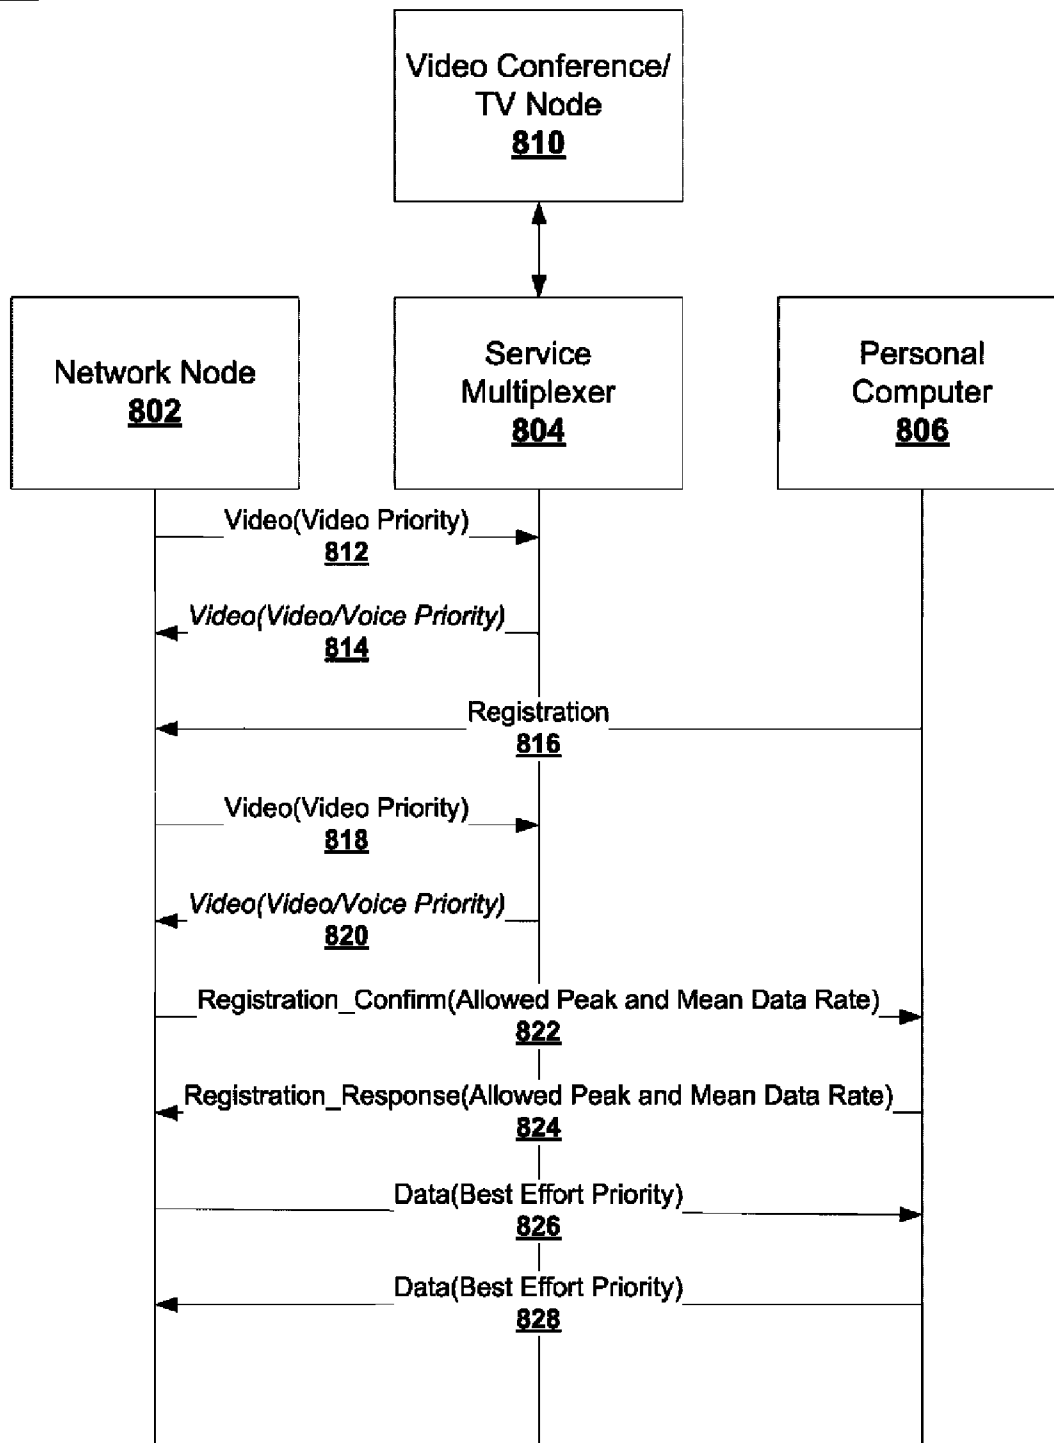 Video Conference/
TV Node
810
Network Node
802
Service
Multiplexer
804
Personal
Computer
806
Video(Video Priority)
812
Video(Video/Voice Priority)
814
Registration
816
Video(Video Priority)
818
Video(Video/Voice Priority)
820
Registration_Confirm(Allowed Peak and Mean Data Rate)
822
Registration_Response(Allowed Peak and Mean Data Rate)
824
Data(Best Effort Priority)
826
Data(Best Effort Priority)
828